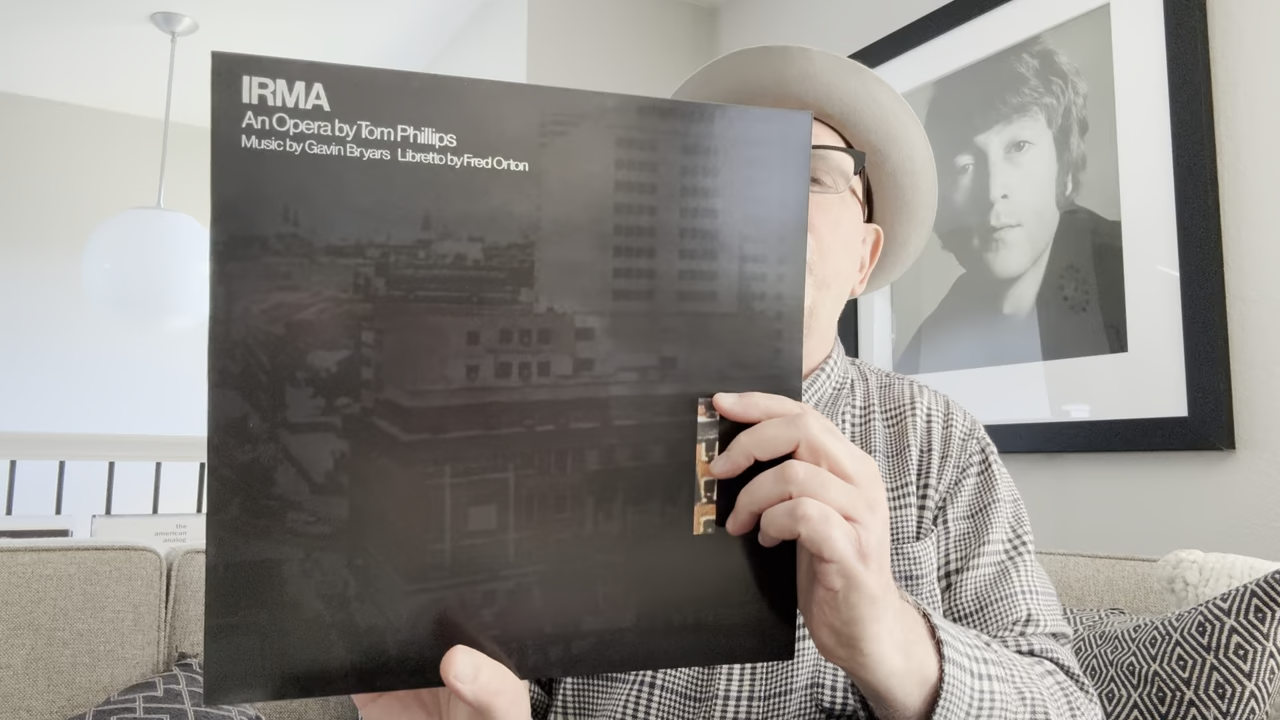 IRMA
An Opera by Tom Phillips
Music by Gavin Bryars Libretto by Fred Orton
the
american
analog